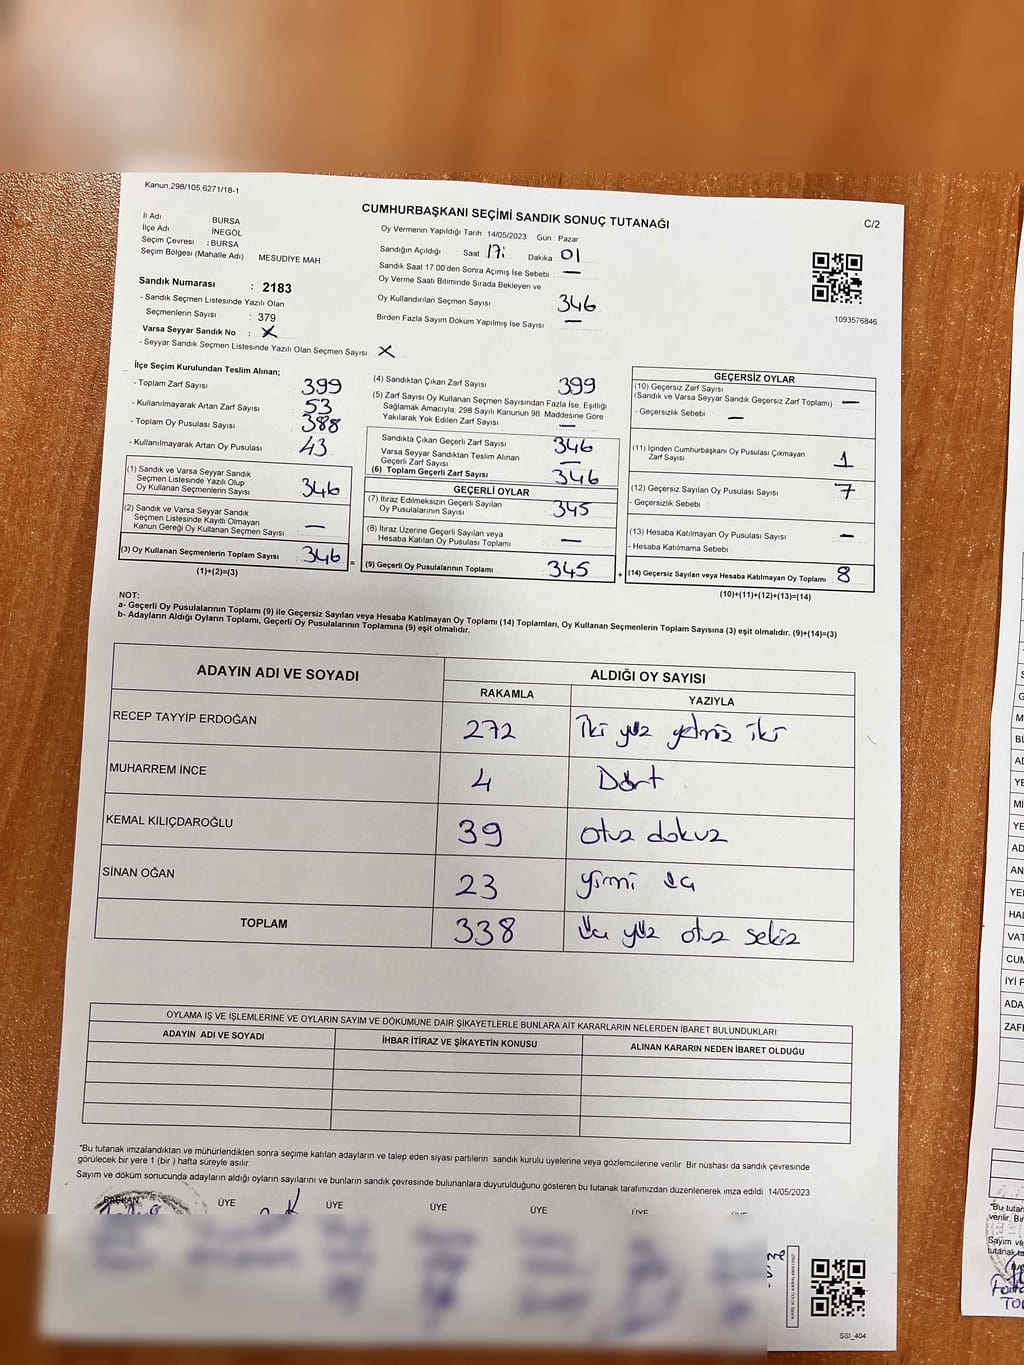 Kanun,298/105,6271/18-1
CUMHURBAŞKANI SEÇİMİ SANDIK SONUÇ TUTANAĞI
C/2
İl Adı BURSA
İlçe Adı İNEGÖL
Seçim Çevresi : BURSA
Seçim Bölgesi (Mahalle Adı) MESUDİYE MAH
Oy Vermenin Yapıldığı Tarih : 14/05/2023 Gün Pazar
Sandığın Açıldığı Saat 17: Dakika 01
Sandık Saat 17.00'den Sonra Açımış İse Sebebi —
Oy Verme Saati Bitiminde Sırada Bekleyen ve
Oy Kullandırılan Seçmen Sayısı 346
Birden Fazla Sayım Döküm Yapılmış İse Sayısı —
1093576846
Sandık Numarası : 2183
- Sandık Seçmen Listesinde Yazılı Olan
Seçmenlerin Sayısı : 379
Varsa Seyyar Sandık No : X
- Seyyar Sandık Seçmen Listesinde Yazılı Olan Seçmen Sayısı X
İlçe Seçim Kurulundan Teslim Alınan;
- Toplam Zarf Sayısı 399
- Kullanılmayarak Artan Zarf Sayısı 53
- Toplam Oy Pusulası Sayısı 388
- Kullanılmayarak Artan Oy Pusulası 43
(1) Sandık ve Varsa Seyyar Sandık
Seçmen Listesinde Yazılı Olup
Oy Kullanan Seçmenlerin Sayısı 346
(2) Sandık ve Varsa Seyyar Sandık
Seçmen Listesinde Kayıtlı Olmayan
Kanun Gereği Oy Kullanan Seçmen Sayısı —
(3) Oy Kullanan Seçmenlerin Toplam Sayısı 346
(1)+(2)=(3)
(4) Sandıktan Çıkan Zarf Sayısı 399
(5) Zarf Sayısı Oy Kullanan Seçmen Sayısından Fazla İse, Eşitliği
Sağlamak Amacıyla; 298 Sayılı Kanunun 98. Maddesine Göre
Yakılarak Yok Edilen Zarf Sayısı —
Sandıkta Çıkan Geçerli Zarf Sayısı 346
Varsa Seyyar Sandıktan Teslim Alınan
Geçerli Zarf Sayısı —
(6) Toplam Geçerli Zarf Sayısı 346
GEÇERLİ OYLAR
(7) İtiraz Edilmeksizin Geçerli Sayılan
Oy Pusulalarının Sayısı 345
(8) İtiraz Üzerine Geçerli Sayılan veya
Hesaba Katılan Oy Pusulası Toplamı —
= (9) Geçerli Oy Pusulalarının Toplamı 345
GEÇERSİZ OYLAR
(10) Geçersiz Zarf Sayısı
(Sandık ve Varsa Seyyar Sandık Geçersiz Zarf Toplamı) —
- Geçersizlik Sebebi —
(11) İçinden Cumhurbaşkanı Oy Pusulası Çıkmayan
Zarf Sayısı 1
(12) Geçersiz Sayılan Oy Pusulası Sayısı 7
- Geçersizlik Sebebi
(13) Hesaba Katılmayan Oy Pusulası Sayısı —
- Hesaba Katılmama Sebebi
+ (14) Geçersiz Sayılan veya Hesaba Katılmayan Oy Toplamı 8
(10)+(11)+(12)+(13)=(14)
NOT:
a- Geçerli Oy Pusulalarının Toplamı (9) ile Geçersiz Sayılan veya Hesaba Katılmayan Oy Toplamı (14) Toplamları, Oy Kullanan Seçmenlerin Toplam Sayısına (3) eşit olmalıdır. (9)+(14)=(3)
b- Adayların Aldığı Oyların Toplamı, Geçerli Oy Pusulalarının Toplamına (9) eşit olmalıdır.
ADAYIN ADI VE SOYADI ALDIĞI OY SAYISI
RAKAMLA YAZIYLA
RECEP TAYYİP ERDOĞAN 272 İki yüz yetmiş iki
MUHARREM İNCE 4 Dört
KEMAL KILIÇDAROĞLU 39 otuz dokuz
SİNAN OĞAN 23 yirmi üç
TOPLAM 338 Üç yüz otuz sekiz
OYLAMA İŞ VE İŞLEMLERİNE VE OYLARIN SAYIM VE DÖKÜMÜNE DAİR ŞİKAYETLERLE BUNLARA AİT KARARLARIN NELERDEN İBARET BULUNDUKLARI
ADAYIN ADI VE SOYADI İHBAR İTİRAZ VE ŞİKAYETİN KONUSU ALINAN KARARIN NEDEN İBARET OLDUĞU
*Bu tutanak imzalandıktan ve mühürlendikten sonra seçime katılan adayların ve talep eden siyasi partilerin sandık kurulu üyelerine veya gözlemcilerine verilir. Bir nüshası da sandık çevresinde
görülecek bir yere 1 (bir) hafta süreyle asılır.
Sayım ve döküm sonucunda adayların aldığı oyların sayılarını ve bunların sandık çevresinde bulunanlara duyurulduğunu gösteren bu tutanak tarafımızdan düzenlenerek imza edildi 14/05/2023
BAŞKAN ÜYE ÜYE ÜYE ÜYE ÜYE ÜYE
SSI_404